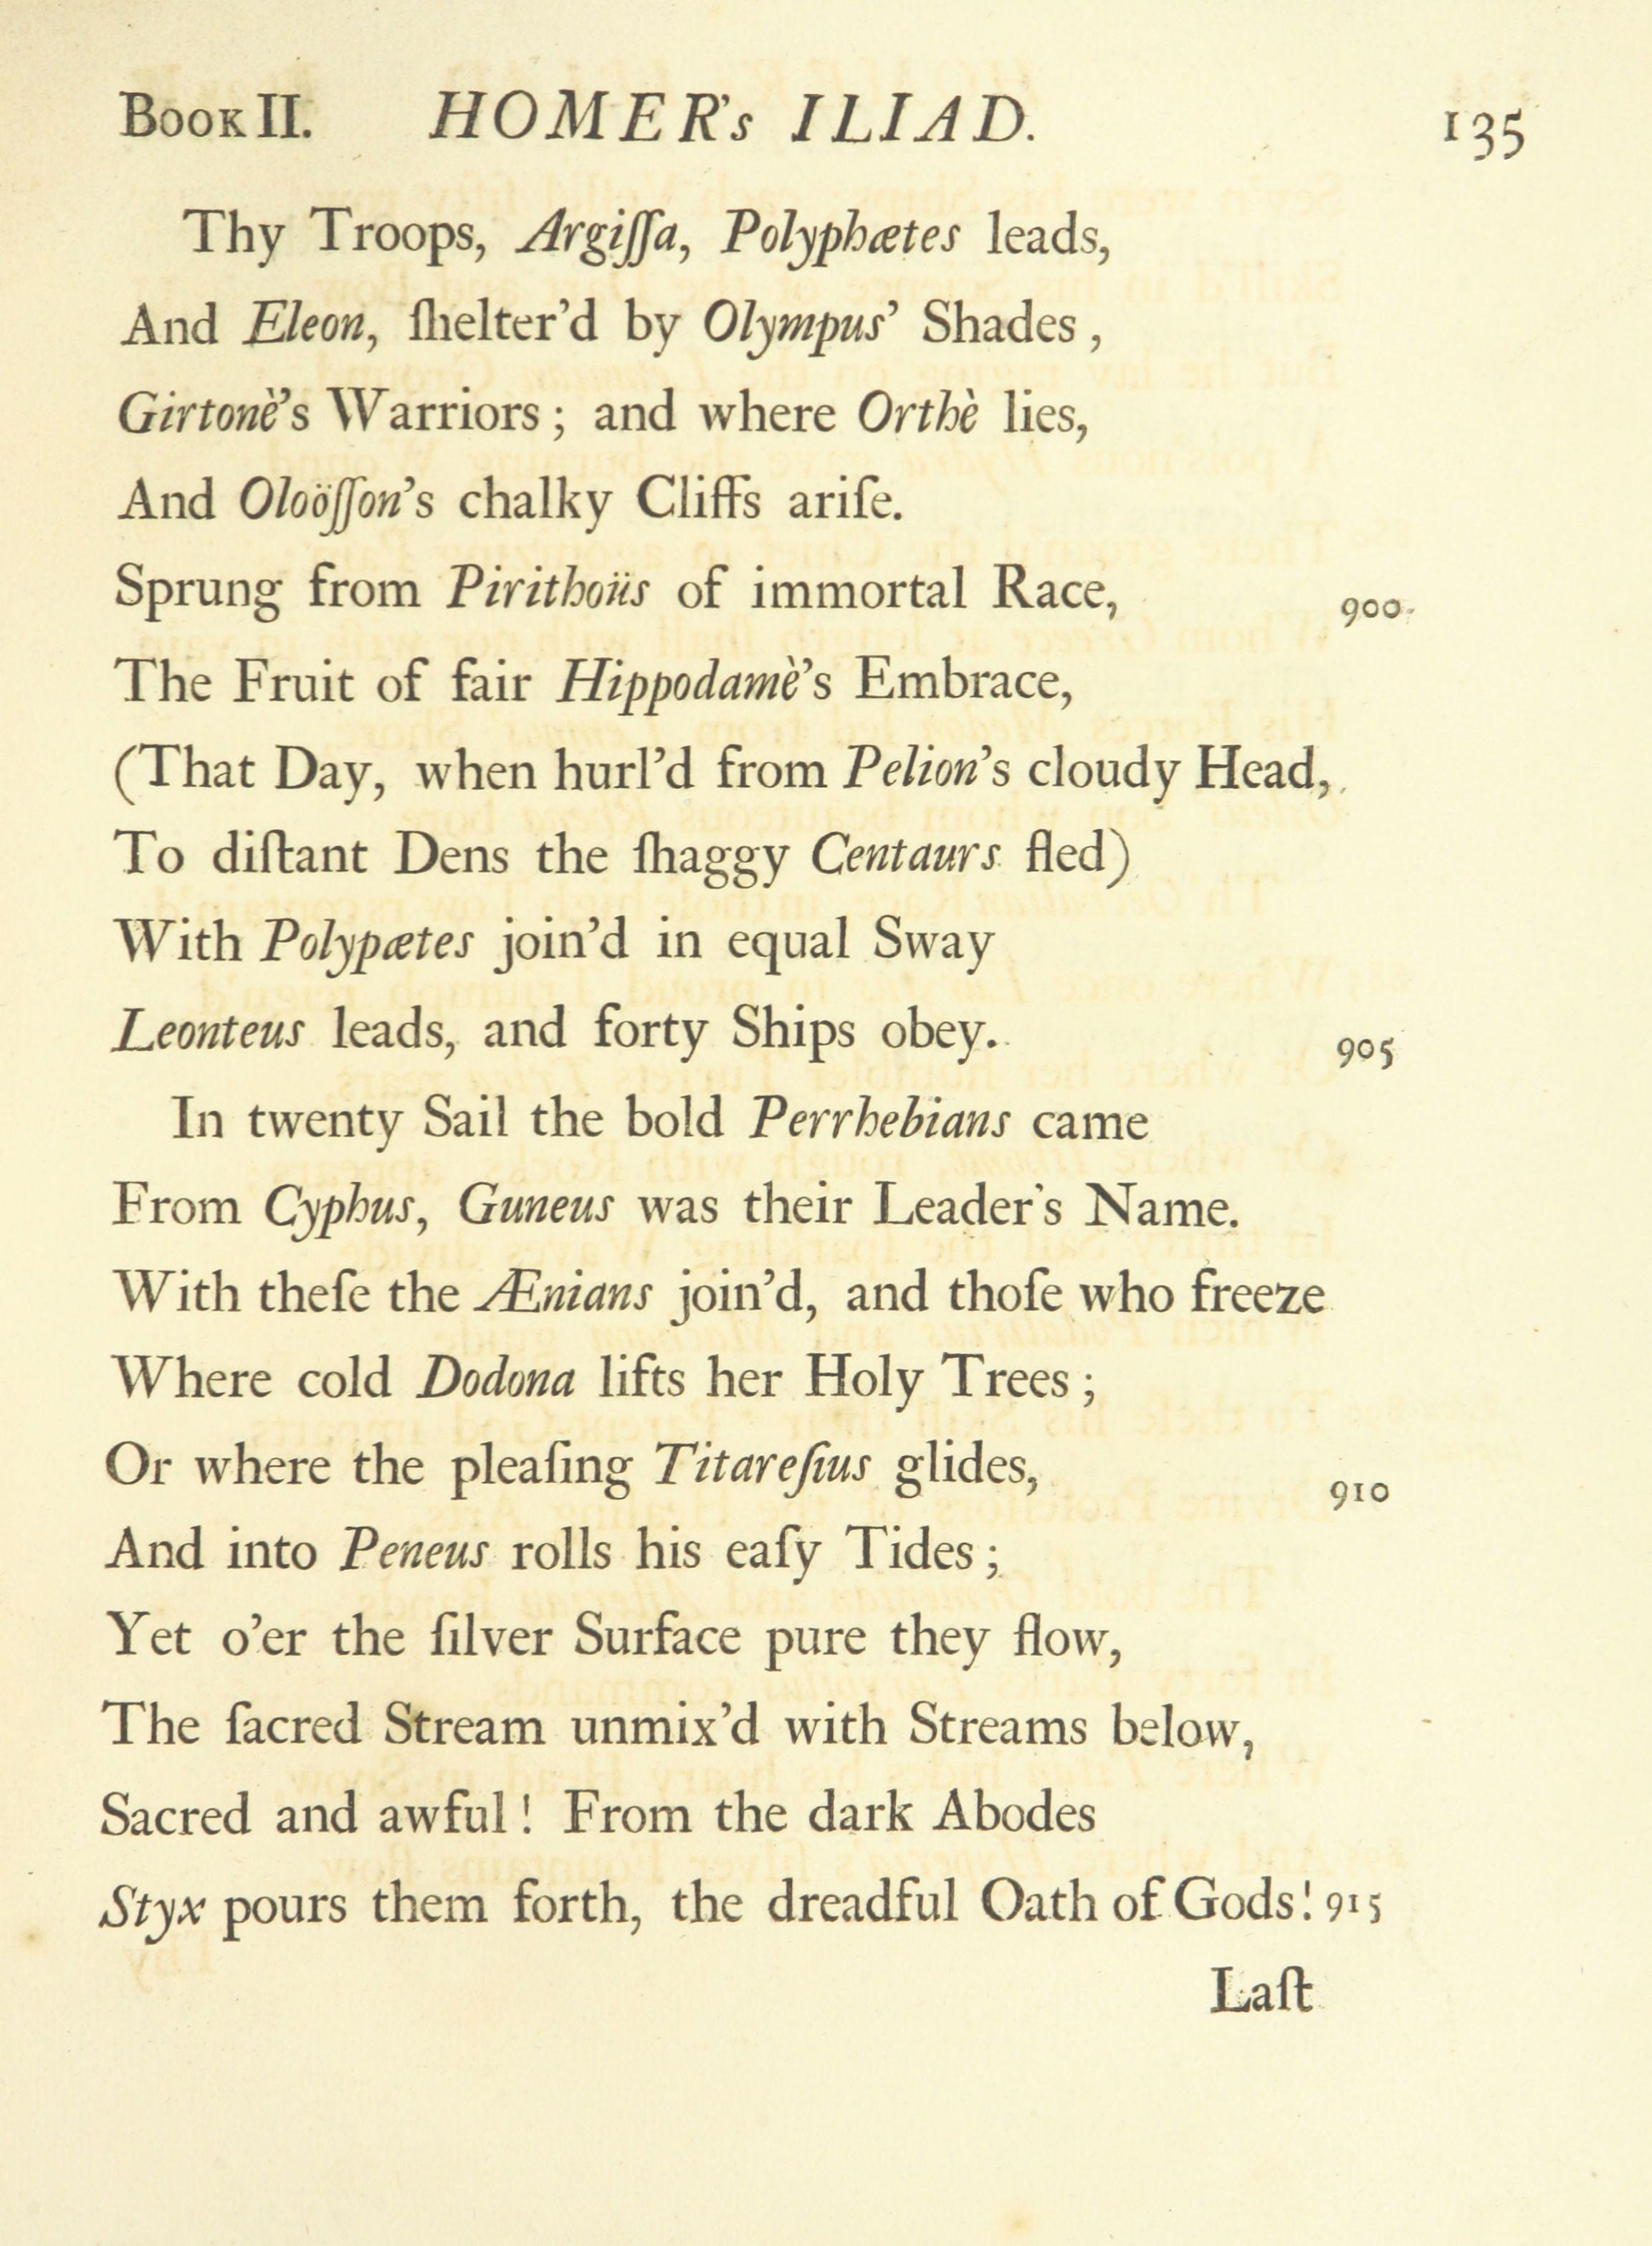 BOOK II. HOMER's ILIAD. 135
Thy Troops, Argiſſa, Polyphætes leads,
And Eleon, ſhelter'd by Olympus' Shades,
Girtonè's Warriors; and where Orthè lies,
And Oloöſſon's chalky Cliffs ariſe.
Sprung from Pirithoüs of immortal Race, 900
The Fruit of fair Hippodamè's Embrace,
(That Day, when hurl'd from Pelion's cloudy Head,
To diſtant Dens the ſhaggy Centaurs fled)
With Polypætes join'd in equal Sway
Leonteus leads, and forty Ships obey. 905
In twenty Sail the bold Perrhebians came
From Cyphus, Guneus was their Leader's Name.
With theſe the Ænians join'd, and thoſe who freeze
Where cold Dodona lifts her Holy Trees;
Or where the pleaſing Titareſius glides, 910
And into Peneus rolls his eaſy Tides;
Yet o'er the ſilver Surface pure they flow,
The ſacred Stream unmix'd with Streams below,
Sacred and awful! From the dark Abodes
Styx pours them forth, the dreadful Oath of Gods! 915
Laſt